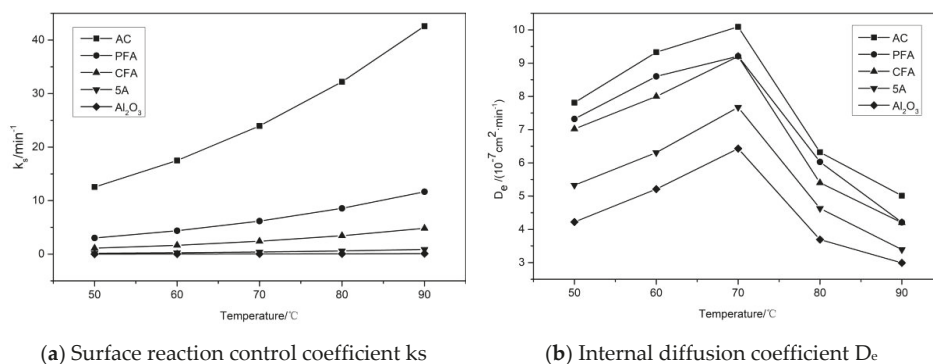 40
30
20
10
0
k_s/min⁻¹
AC
PFA
CFA
5A
Al₂O₃
50 60 70 80 90
Temperature/℃
(a) Surface reaction control coefficient ks
10
9
8
7
6
5
4
3
D_e /(10⁻⁷cm²·min⁻¹)
AC
PFA
CFA
5A
Al₂O₃
50 60 70 80 90
Temperature/℃
(b) Internal diffusion coefficient Dₑ